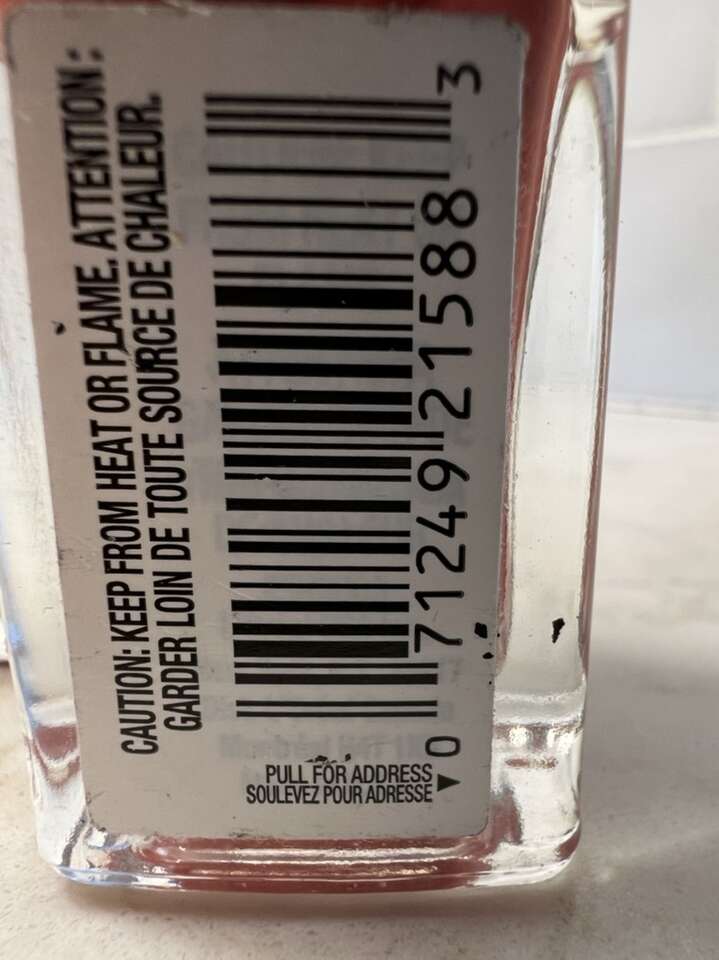 CAUTION: KEEP FROM HEAT OR FLAME. ATTENTION :
GARDER LOIN DE TOUTE SOURCE DE CHALEUR.
0 71249 21588 3
PULL FOR ADDRESS
SOULEVEZ POUR ADRESSE